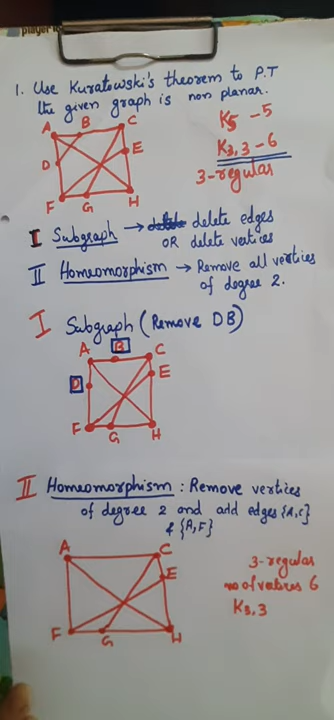 player
1. Use Kuratowski's theorem to P.T
the given graph is non planar.
K5 - 5
K3,3 - 6
3-regular
A B C
D E
F G H
I Subgraph → delete edges
OR delete vertices
II Homeomorphism → Remove all vertices
of degree 2.
I Subgraph (Remove DB)
A B C
D E
F G H
II Homeomorphism : Remove vertices
of degree 2 and add edges {A,C}
& {A,F}
A C
E
F G H
3-regular
no of vertices 6
K3,3